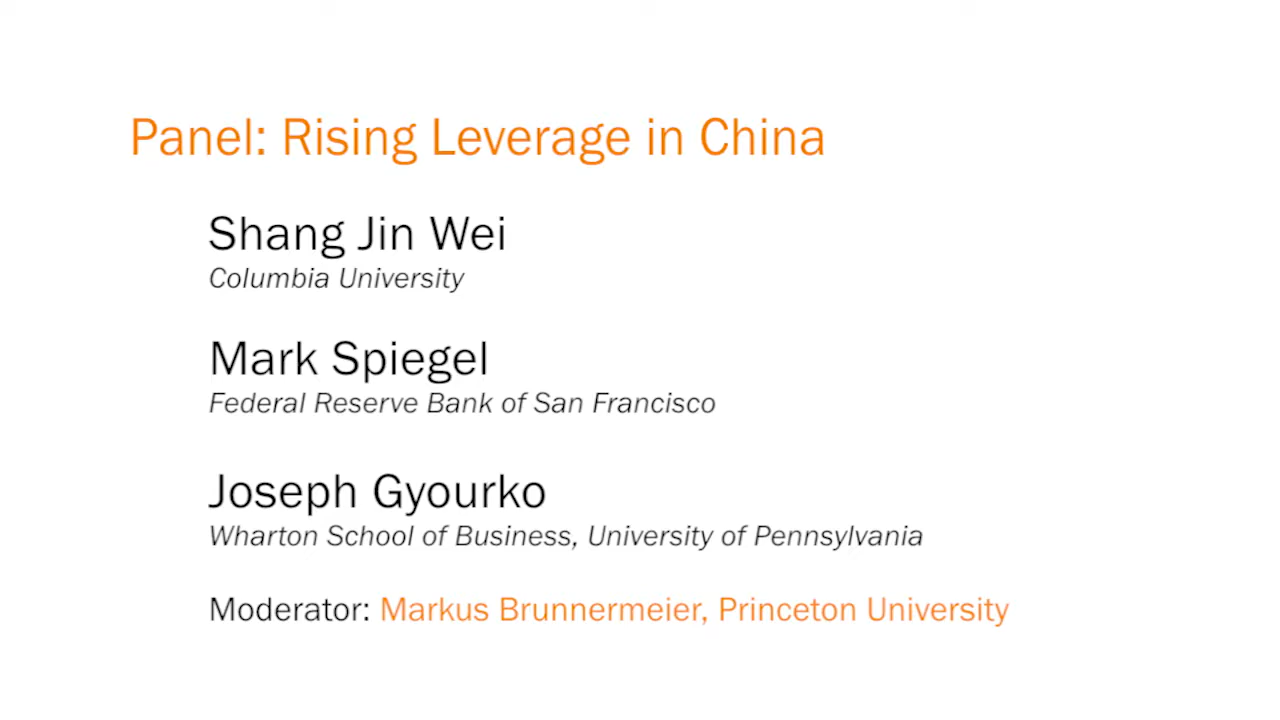 Panel: Rising Leverage in China
Shang Jin Wei
Columbia University
Mark Spiegel
Federal Reserve Bank of San Francisco
Joseph Gyourko
Wharton School of Business, University of Pennsylvania
Moderator: Markus Brunnermeier, Princeton University